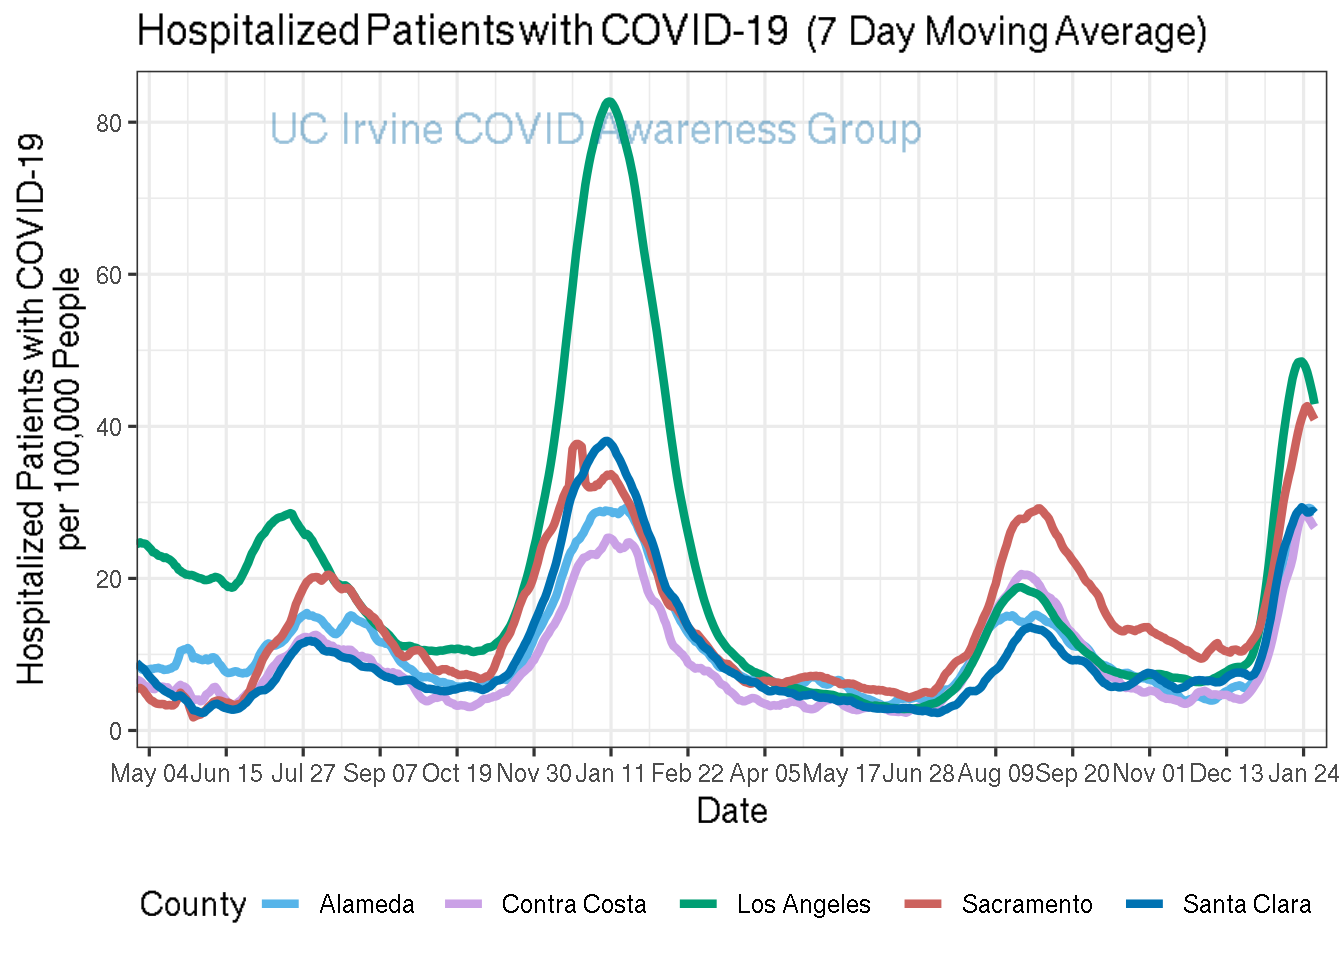 Hospitalized Patients with COVID-19 (7 Day Moving Average)
UC Irvine COVID Awareness Group
Hospitalized Patients with COVID-19
per 100,000 People
80
60
40
20
0
May 04 Jun 15 Jul 27 Sep 07 Oct 19 Nov 30 Jan 11 Feb 22 Apr 05 May 17 Jun 28 Aug 09 Sep 20 Nov 01 Dec 13 Jan 24
Date
County Alameda Contra Costa Los Angeles Sacramento Santa Clara